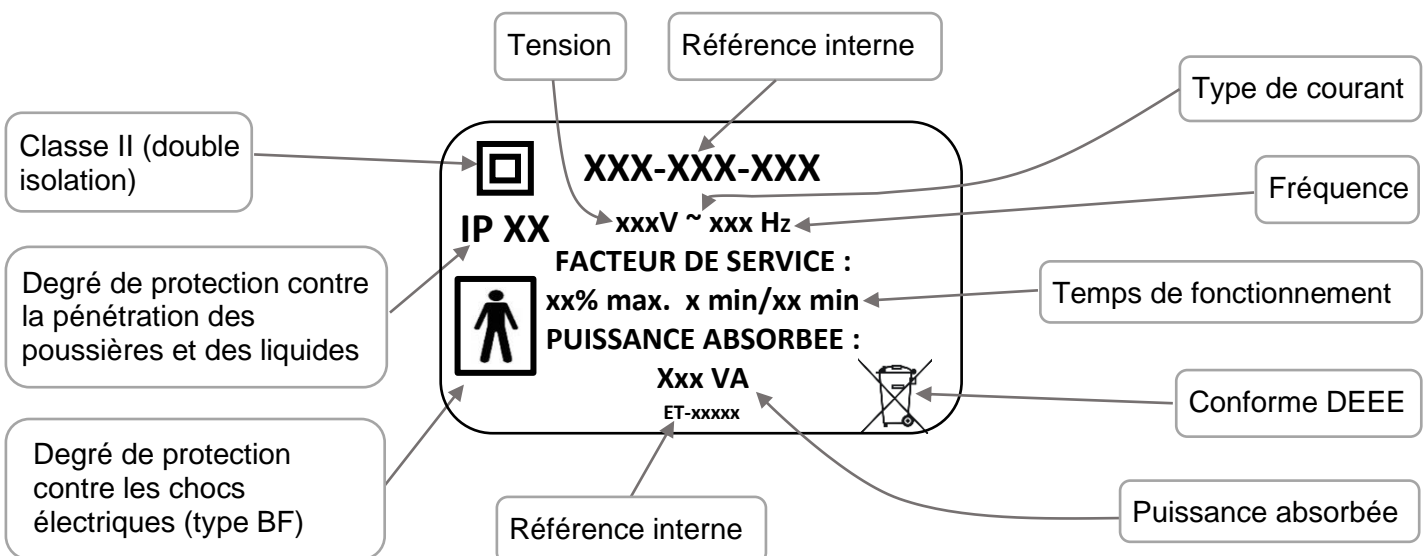 Tension
Référence interne
Type de courant
Classe II (double
isolation)
XXX-XXX-XXX
Fréquence
IP XX
xxxV ~ xxx Hz
FACTEUR DE SERVICE :
Degré de protection contre
la pénétration des
poussières et des liquides
xx% max. x min/xx min
Temps de fonctionnement
PUISSANCE ABSORBEE :
Xxx VA
Conforme DEEE
ET-xxxxx
Degré de protection
contre les chocs
électriques (type BF)
Référence interne
Puissance absorbée